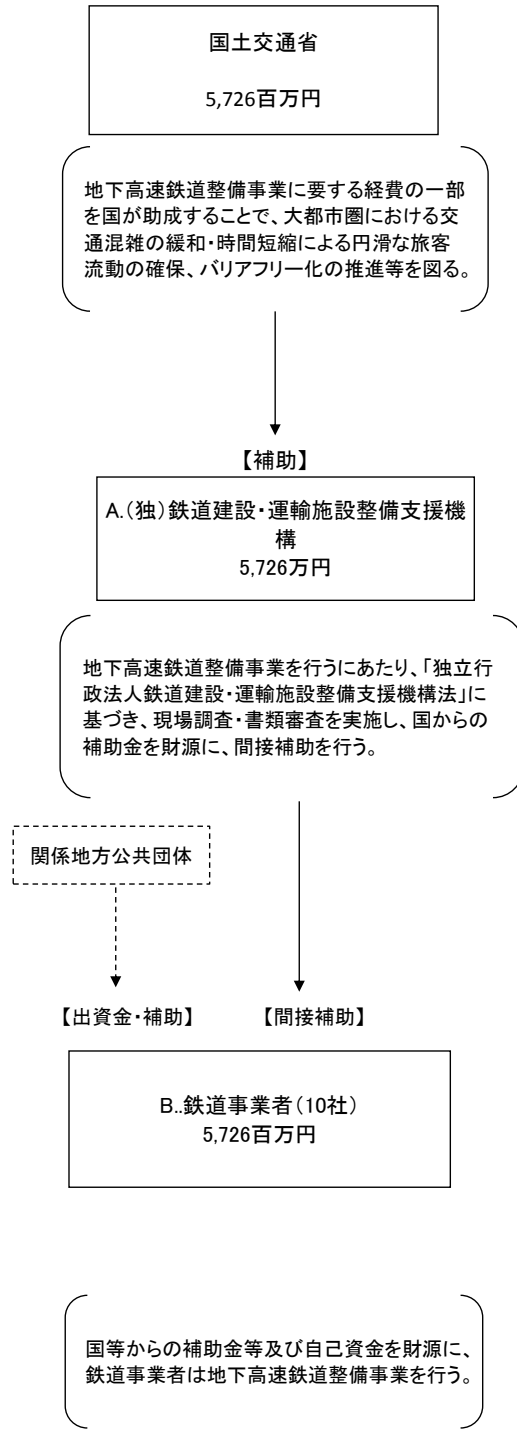 国土交通省
5,726百万円
地下高速鉄道整備事業に要する経費の一部
を国が助成することで、大都市圏における交
通混雑の緩和・時間短縮による円滑な旅客
流動の確保、バリアフリー化の推進等を図る。
【補助】
A.(独)鉄道建設・運輸施設整備支援機
構
5,726万円
地下高速鉄道整備事業を行うにあたり、「独立行
政法人鉄道建設・運輸施設整備支援機構法」に
基づき、現場調査・書類審査を実施し、国からの
補助金を財源に、間接補助を行う。
関係地方公共団体
【出資金・補助】 【間接補助】
B..鉄道事業者(10社)
5,726百万円
国等からの補助金等及び自己資金を財源に、
鉄道事業者は地下高速鉄道整備事業を行う。